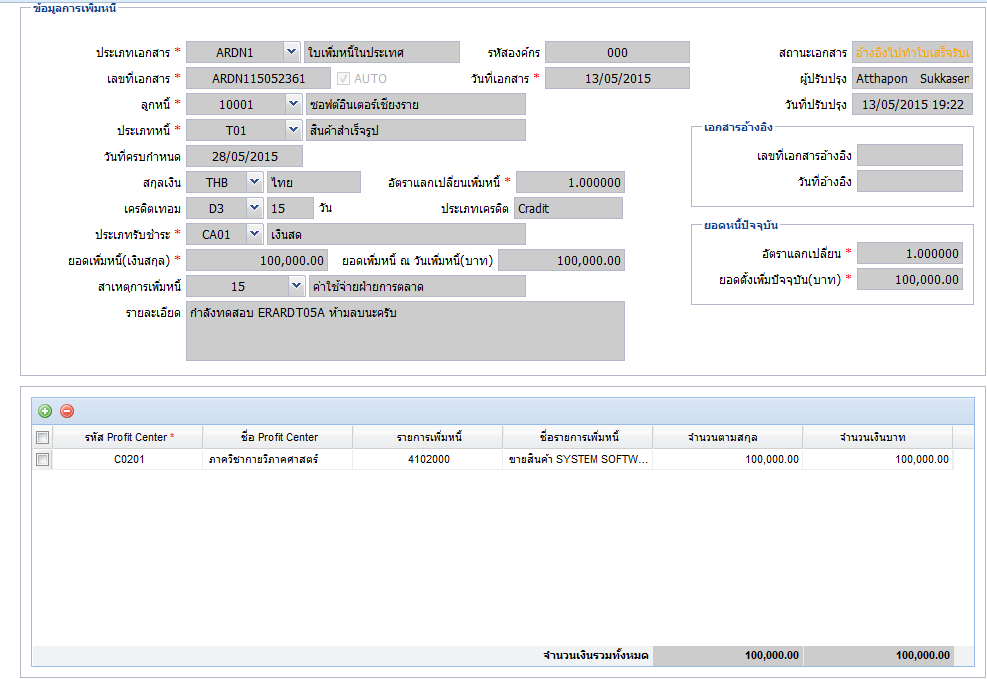 ข้อมูลการเพิ่มหนี้
ประเภทเอกสาร * ARDN1 ใบเพิ่มหนี้ในประเทศ รหัสองค์กร 000 สถานะเอกสาร อ้างอิงไปทำใบเสร็จรับเ
เลขที่เอกสาร * ARDN115052361 AUTO วันที่เอกสาร * 13/05/2015 ผู้ปรับปรุง Atthapon Sukkasen
ลูกหนี้ * 10001 ซอฟต์อินเตอร์เชียงราย วันที่ปรับปรุง 13/05/2015 19:22
ประเภทหนี้ * T01 สินค้าสำเร็จรูป เอกสารอ้างอิง
วันที่ครบกำหนด 28/05/2015 เลขที่เอกสารอ้างอิง
สกุลเงิน THB ไทย อัตราแลกเปลี่ยนเพิ่มหนี้ * 1.000000 วันที่อ้างอิง
เครดิตเทอม D3 15 วัน ประเภทเครดิต Cradit
ประเภทรับชำระ * CA01 เงินสด ยอดหนี้ปัจจุบัน
ยอดเพิ่มหนี้(เงินสกุล) * 100,000.00 ยอดเพิ่มหนี้ ณ วันเพิ่มหนี้(บาท) 100,000.00 อัตราแลกเปลี่ยน * 1.000000
สาเหตุการเพิ่มหนี้ 15 ค่าใช้จ่ายฝ่ายการตลาด ยอดตั้งเพิ่มปัจจุบัน(บาท) * 100,000.00
รายละเอียด กำลังทดสอบ ERARDT05A ห้ามลบนะครับ
รหัส Profit Center * ชื่อ Profit Center รายการเพิ่มหนี้ ชื่อรายการเพิ่มหนี้ จำนวนตามสกุล จำนวนเงินบาท
C0201 ภาควิชากายวิภาคศาสตร์ 4102000 ขายสินค้า SYSTEM SOFTW... 100,000.00 100,000.00
จำนวนเงินรวมทั้งหมด 100,000.00 100,000.00